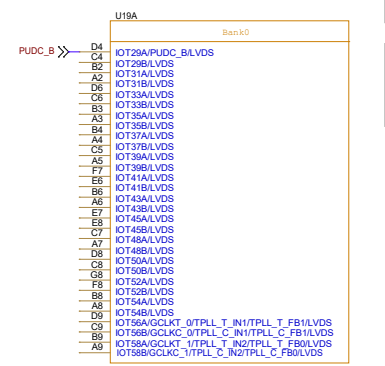 U19A
Bank0
PUDC_B D4 IOT29A/PUDC_B/LVDS
C4 IOT29B/LVDS
B2 IOT31A/LVDS
A2 IOT31B/LVDS
D6 IOT33A/LVDS
C6 IOT33B/LVDS
B3 IOT35A/LVDS
A3 IOT35B/LVDS
B4 IOT37A/LVDS
A4 IOT37B/LVDS
C5 IOT39A/LVDS
A5 IOT39B/LVDS
F7 IOT41A/LVDS
E6 IOT41B/LVDS
B6 IOT43A/LVDS
A6 IOT43B/LVDS
E7 IOT45A/LVDS
E8 IOT45B/LVDS
C7 IOT48A/LVDS
A7 IOT48B/LVDS
D8 IOT50A/LVDS
C8 IOT50B/LVDS
G8 IOT52A/LVDS
F8 IOT52B/LVDS
B8 IOT54A/LVDS
A8 IOT54B/LVDS
D9 IOT56A/GCLKT_0/TPLL_T_IN1/TPLL_T_FB1/LVDS
C9 IOT56B/GCLKC_0/TPLL_C_IN1/TPLL_C_FB1/LVDS
B9 IOT58A/GCLKT_1/TPLL_T_IN2/TPLL_T_FB0/LVDS
A9 IOT58B/GCLKC_1/TPLL_C_IN2/TPLL_C_FB0/LVDS